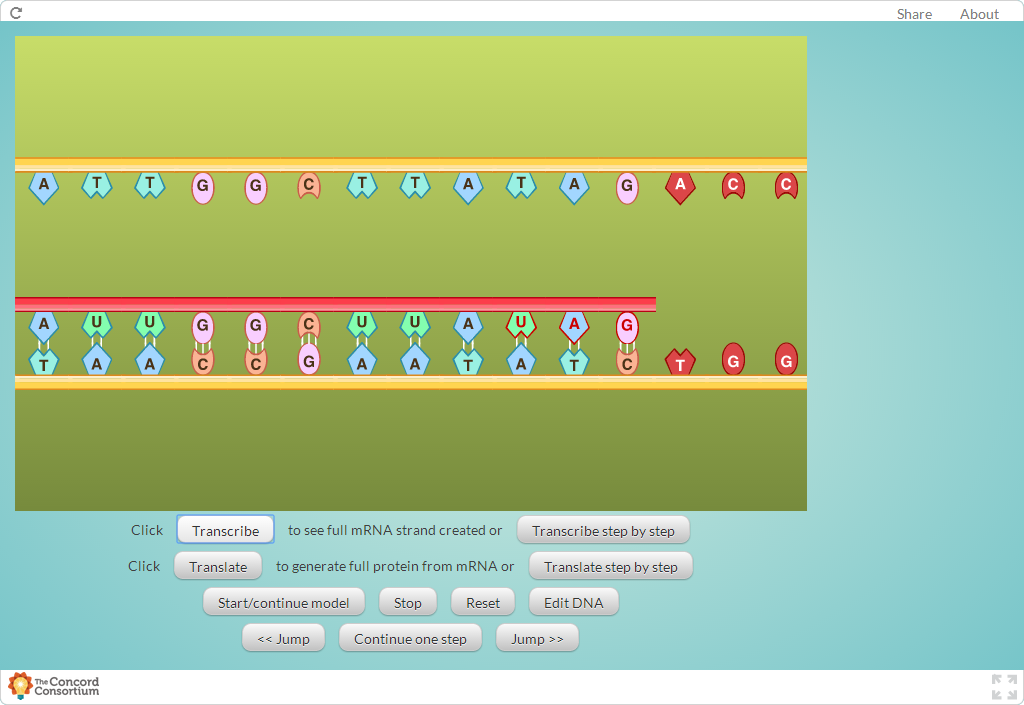 Share About
A T T G G C T T A T A G A C C
A U U G G C U U A U A G
T A A C C G A A T A T C T G G
Click Transcribe to see full mRNA strand created or Transcribe step by step
Click Translate to generate full protein from mRNA or Translate step by step
Start/continue model Stop Reset Edit DNA
<< Jump Continue one step Jump >>
The Concord
Consortium